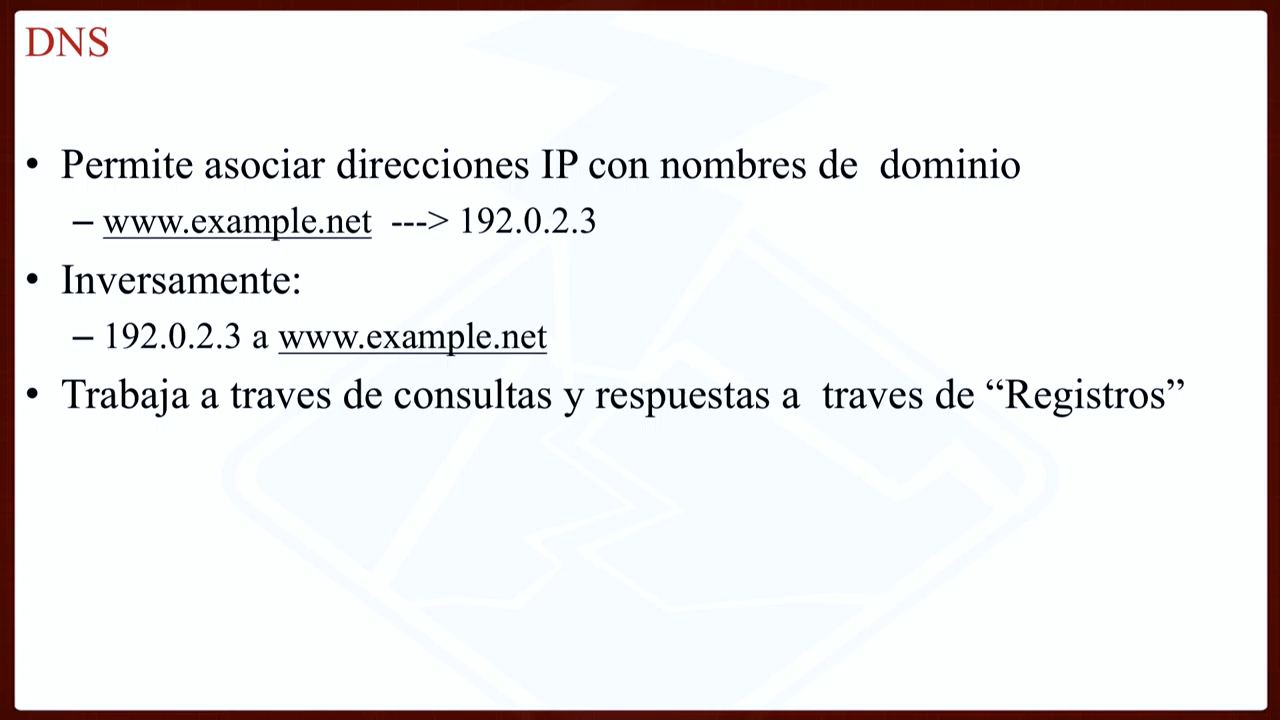 DNS
• Permite asociar direcciones IP con nombres de  dominio
– www.example.net  ---> 192.0.2.3
• Inversamente:
– 192.0.2.3 a www.example.net
• Trabaja a traves de consultas y respuestas a  traves de “Registros”